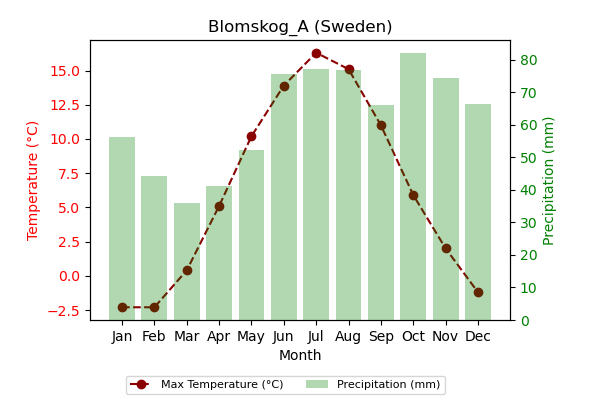 Blomskog_A (Sweden)
Temperature (°C)
15.0
12.5
10.0
7.5
5.0
2.5
0.0
−2.5
80
70
60
50
40
30
20
10
0
Precipitation (mm)
Jan Feb Mar Apr May Jun Jul Aug Sep Oct Nov Dec
Month
Max Temperature (°C) Precipitation (mm)